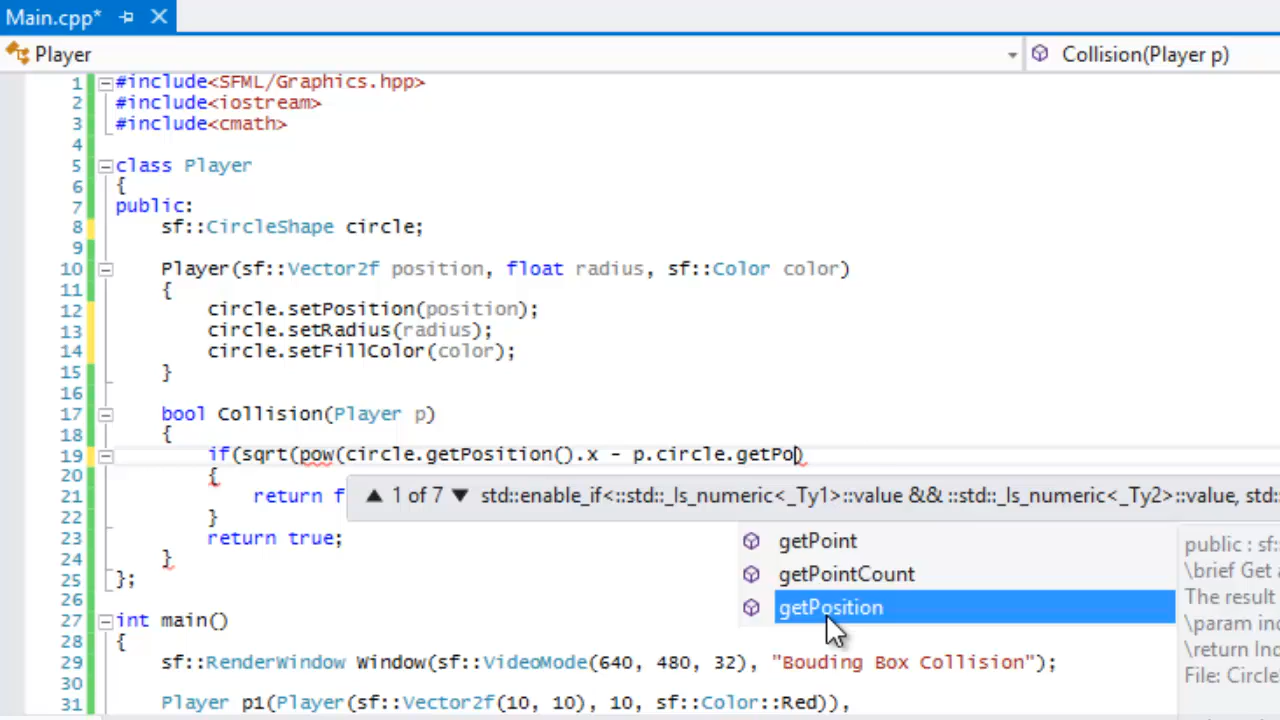 Main.cpp*
Player Collision(Player p)
1 #include<SFML/Graphics.hpp>
2 #include<iostream>
3 #include<cmath>
4
5 class Player
6 {
7 public:
8 sf::CircleShape circle;
9
10 Player(sf::Vector2f position, float radius, sf::Color color)
11 {
12 circle.setPosition(position);
13 circle.setRadius(radius);
14 circle.setFillColor(color);
15 }
16
17 bool Collision(Player p)
18 {
19 if(sqrt(pow(circle.getPosition().x - p.circle.getPo)
20 {
21 return f
▲ 1 of 7 ▼ std::enable_if<::std::_Is_numeric<_Ty1>::value && ::std::_Is_numeric<_Ty2>::value, std:
22 }
23 return true;
24 }
25 };
26
27 int main()
28 {
29 sf::RenderWindow Window(sf::VideoMode(640, 480, 32), "Bouding Box Collision");
30
31 Player p1(Player(sf::Vector2f(10, 10), 10, sf::Color::Red)),
getPoint
getPointCount
getPosition
public : sf::
\brief Get a
The result
\param ind
\return Ind
File: Circle